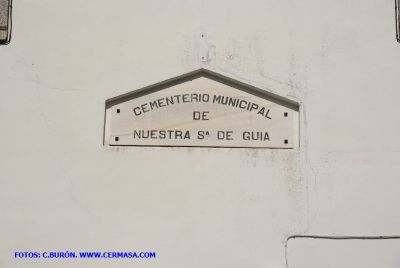 CEMENTERIO MUNICIPAL
DE
NUESTRA Sª DE GUIA
FOTOS: C.BURÓN. WWW.CERMASA.COM